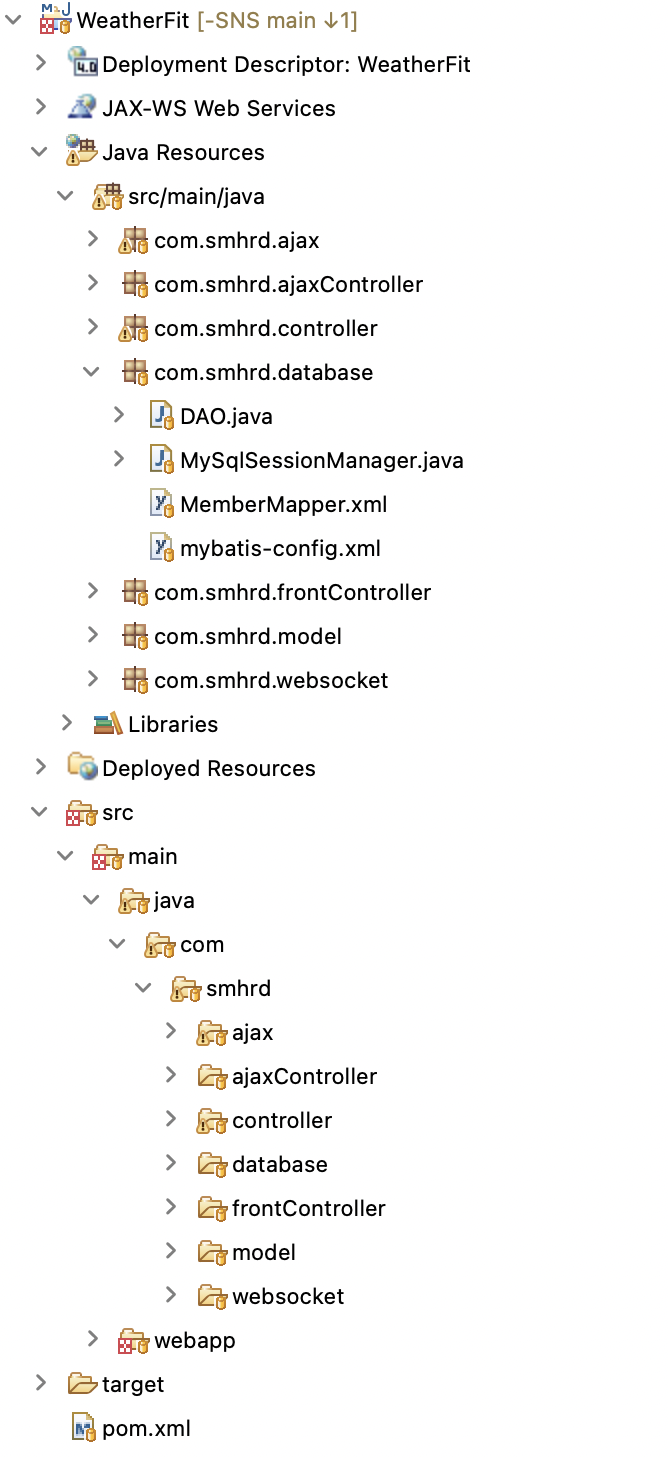 WeatherFit [-SNS main ↓1]
Deployment Descriptor: WeatherFit
JAX-WS Web Services
Java Resources
src/main/java
com.smhrd.ajax
com.smhrd.ajaxController
com.smhrd.controller
com.smhrd.database
DAO.java
MySqlSessionManager.java
MemberMapper.xml
mybatis-config.xml
com.smhrd.frontController
com.smhrd.model
com.smhrd.websocket
Libraries
Deployed Resources
src
main
java
com
smhrd
ajax
ajaxController
controller
database
frontController
model
websocket
webapp
target
pom.xml